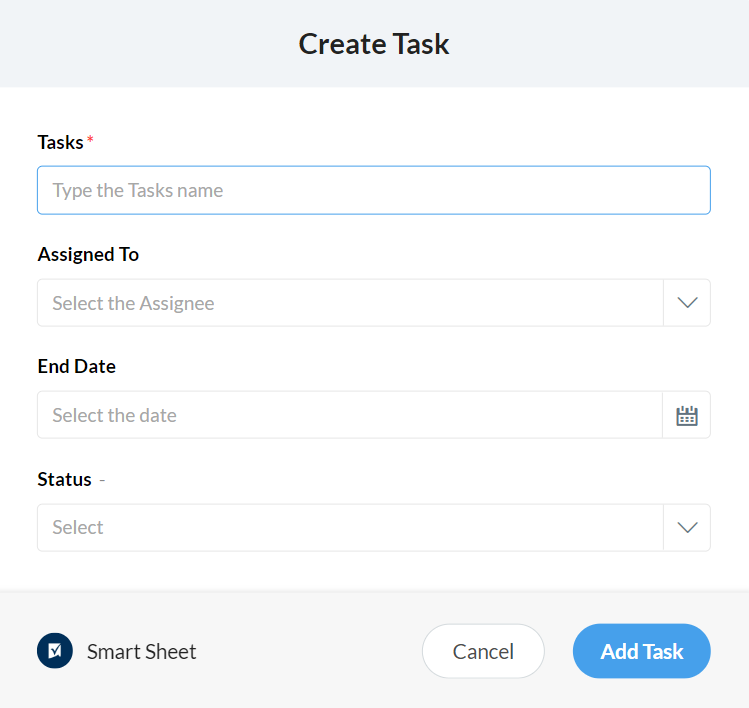 Create Task
Tasks *
Type the Tasks name
Assigned To
Select the Assignee
End Date
Select the date
Status -
Select
Smart Sheet
Cancel
Add Task